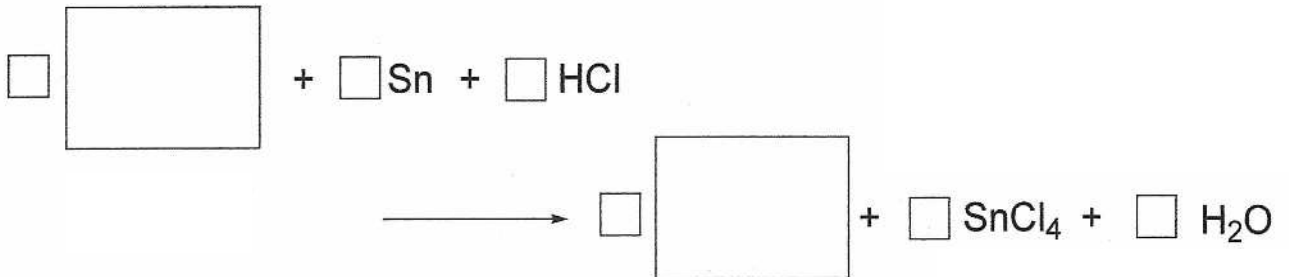 + Sn + HCl
+ SnCl₄ + H₂O